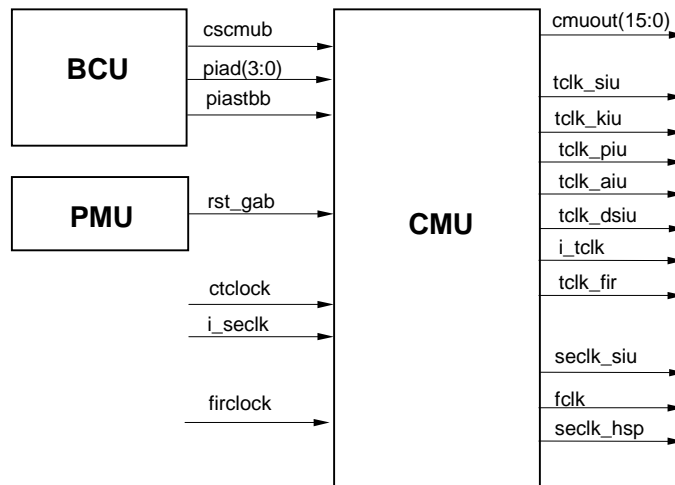 BCU
cscmub
piad(3:0)
piastbb
PMU
rst_gab
ctclock
i_seclk
firclock
CMU
cmuout(15:0)
tclk_siu
tclk_kiu
tclk_piu
tclk_aiu
tclk_dsiu
i_tclk
tclk_fir
seclk_siu
fclk
seclk_hsp